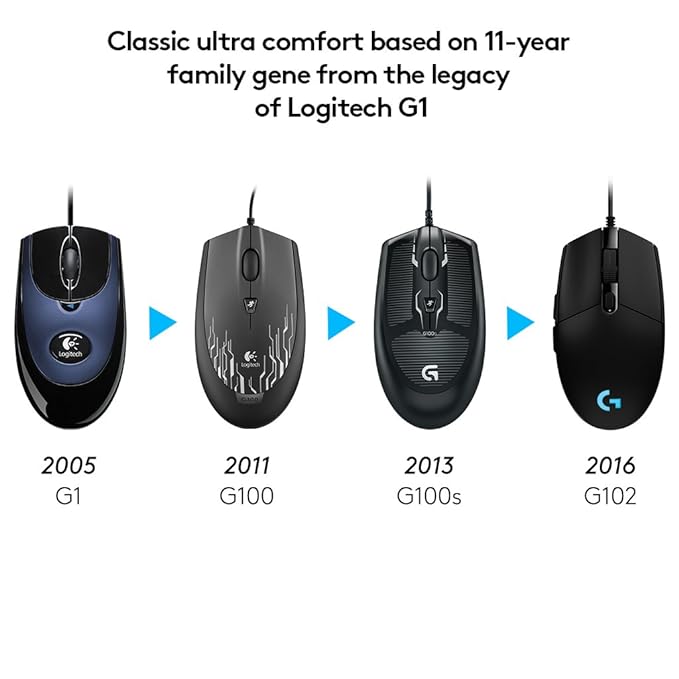 Classic ultra comfort based on 11-year
family gene from the legacy
of Logitech G1
Logitech
Logitech
G100
G100s
2005
2011
2013
2016
G1
G100
G100s
G102